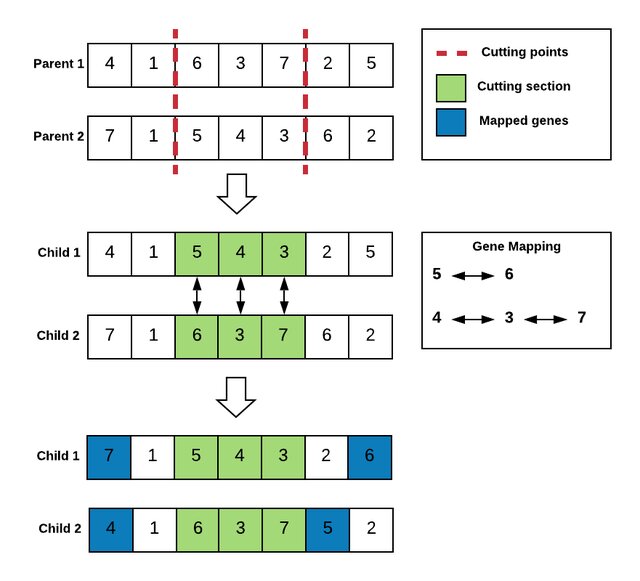 Parent 1 4 1 6 3 7 2 5
Parent 2 7 1 5 4 3 6 2
Cutting points
Cutting section
Mapped genes
Child 1 4 1 5 4 3 2 5
Child 2 7 1 6 3 7 6 2
Gene Mapping
5 6
4 3 7
Child 1 7 1 5 4 3 2 6
Child 2 4 1 6 3 7 5 2